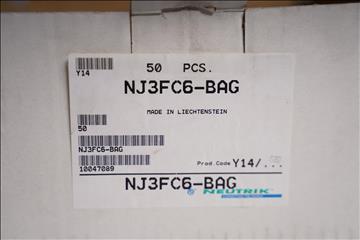 Y14
50 PCS.
NJ3FC6-BAG
MADE IN LIECHTENSTEIN
50
NJ3FC6-BAG
10047089
Prod.Code Y14/...
NJ3FC6-BAG
NEUTRIK